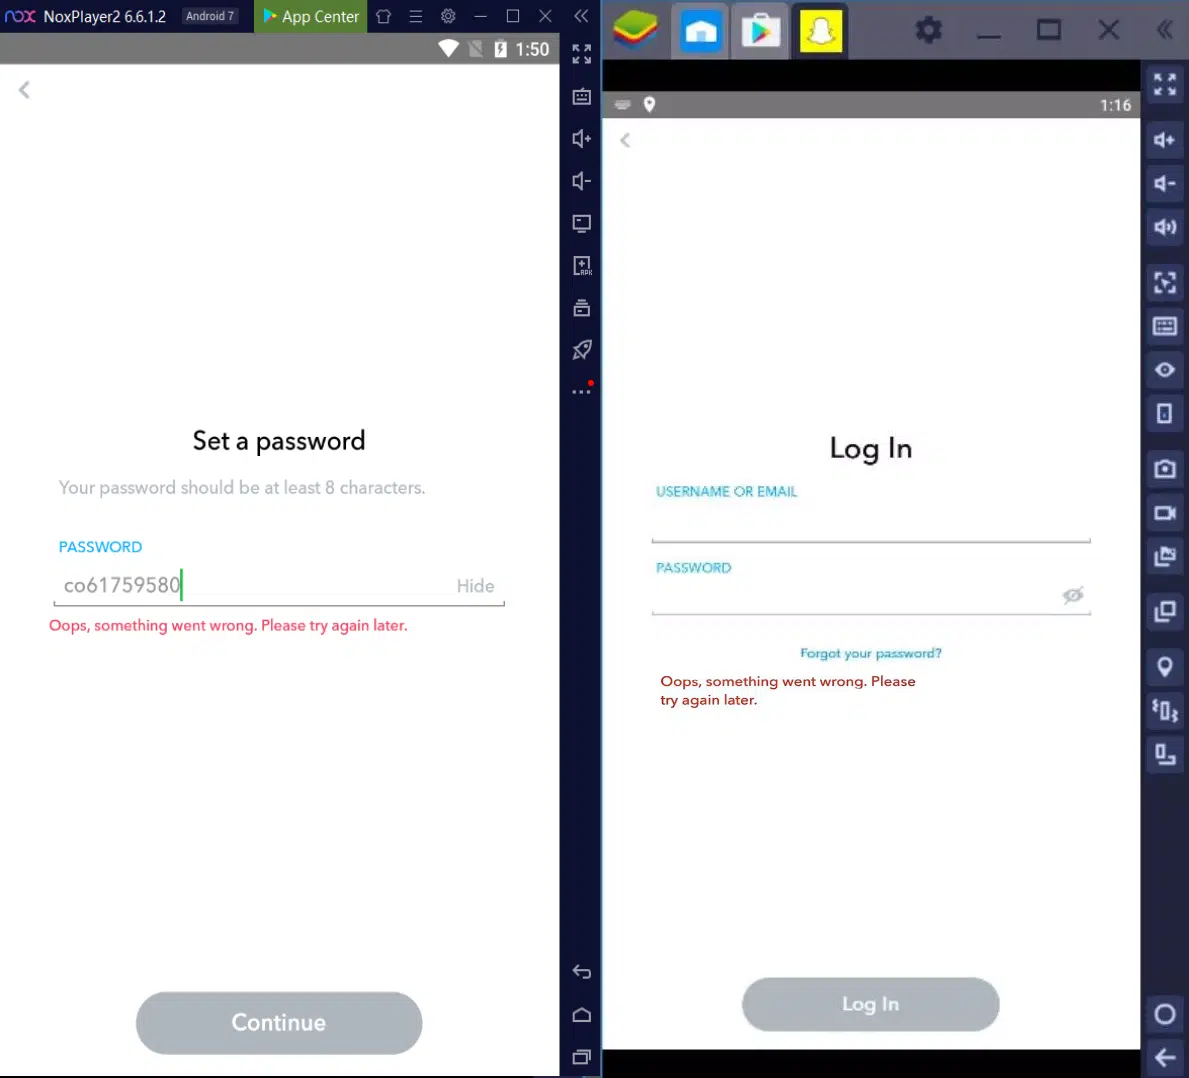 nox NoxPlayer2 6.6.1.2 Android 7 App Center
1:50
Set a password
Your password should be at least 8 characters.
PASSWORD
co61759580 Hide
Oops, something went wrong. Please try again later.
Continue
APK
1:16
Log In
USERNAME OR EMAIL
PASSWORD
Forgot your password?
Oops, something went wrong. Please
try again later.
Log In